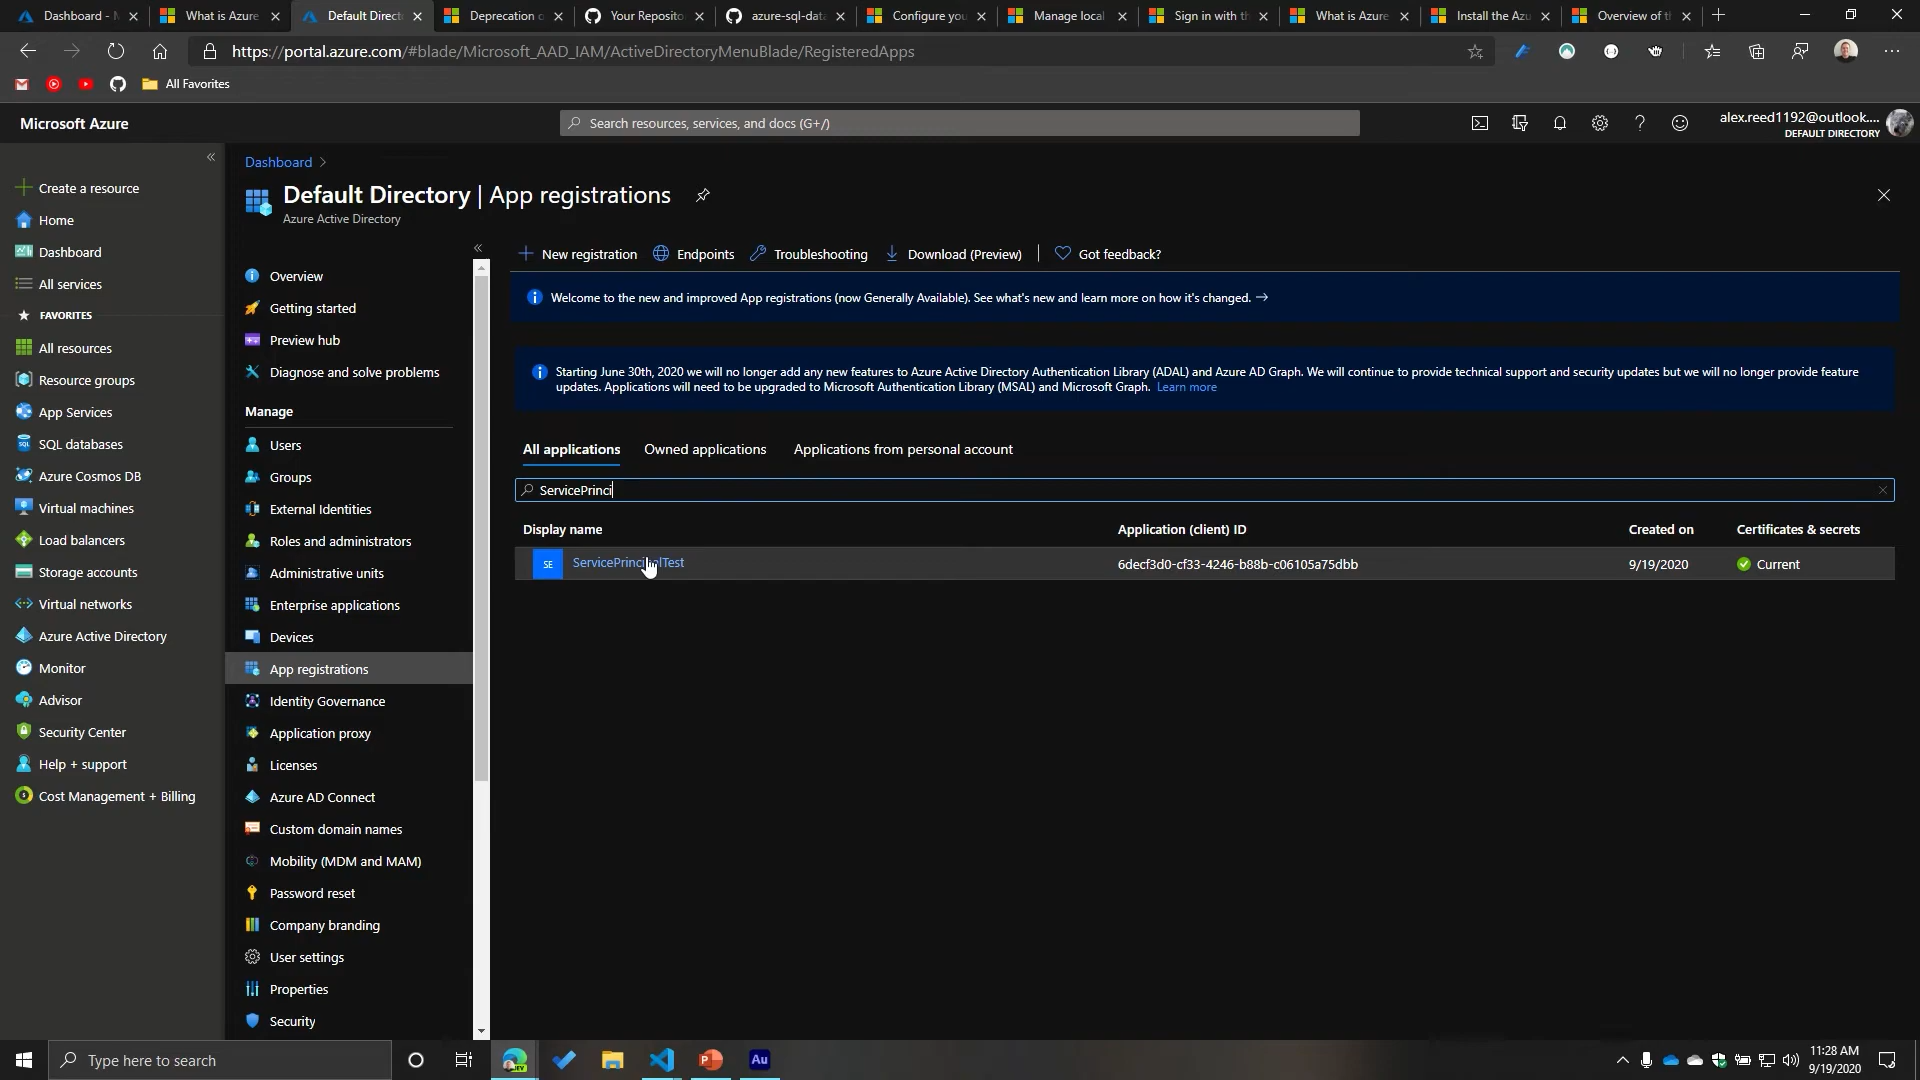 Dashboard - M
What is Azure
Default Direct
Deprecation o
Your Reposito
azure-sql-data
Configure you
Manage local
Sign in with th
What is Azure
Install the Azu
Overview of th
https://portal.azure.com/#blade/Microsoft_AAD_IAM/ActiveDirectoryMenuBlade/RegisteredApps
All Favorites
Microsoft Azure
Search resources, services, and docs (G+/)
alex.reed1192@outlook....
DEFAULT DIRECTORY
Create a resource
Home
Dashboard
All services
FAVORITES
All resources
Resource groups
App Services
SQL databases
Azure Cosmos DB
Virtual machines
Load balancers
Storage accounts
Virtual networks
Azure Active Directory
Monitor
Advisor
Security Center
Help + support
Cost Management + Billing
Dashboard >
Default Directory | App registrations
Azure Active Directory
Overview
Getting started
Preview hub
Diagnose and solve problems
Manage
Users
Groups
External Identities
Roles and administrators
Administrative units
Enterprise applications
Devices
App registrations
Identity Governance
Application proxy
Licenses
Azure AD Connect
Custom domain names
Mobility (MDM and MAM)
Password reset
Company branding
User settings
Properties
Security
New registration
Endpoints
Troubleshooting
Download (Preview)
Got feedback?
Welcome to the new and improved App registrations (now Generally Available). See what's new and learn more on how it's changed. →
Starting June 30th, 2020 we will no longer add any new features to Azure Active Directory Authentication Library (ADAL) and Azure AD Graph. We will continue to provide technical support and security updates but we will no longer provide feature
updates. Applications will need to be upgraded to Microsoft Authentication Library (MSAL) and Microsoft Graph. Learn more
All applications
Owned applications
Applications from personal account
ServicePrinci
Display name
Application (client) ID
Created on
Certificates & secrets
SE
ServicePrincipalTest
6decf3d0-cf33-4246-b88b-c06105a75dbb
9/19/2020
Current
Type here to search
Au
11:28 AM
9/19/2020